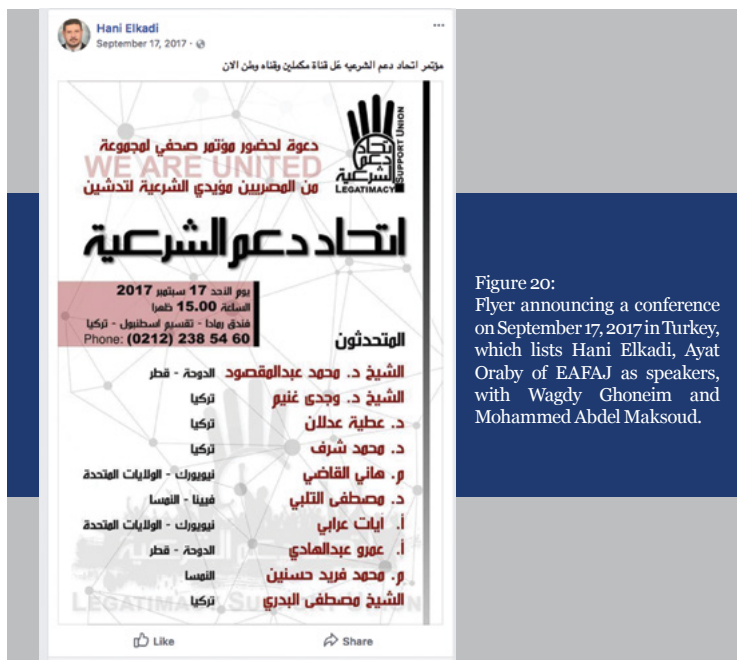 Hani Elkadi
September 17, 2017
مؤتمر اتحاد دعم الشرعيه عل قناة مكملين وقناه وطن الان
اتحاد
دعم
الشرعية
LEGATIMACY
SUPPORT UNION
دعوة لحضور مؤتمر صحفي لمجموعة
WE ARE UNITED
من المصريين مؤيدي الشرعية لتدشين
اتحاد دعم الشرعية
يوم الاحد 17 سبتمبر 2017
الساعة 15.00 ظهرا
فندق رمادا - تقسيم اسطنبول - تركيا
Phone: (0212) 238 54 60
المتحدثون
الشيخ د. محمد عبدالمقصود الدوحة - قطر
الشيخ د. وجدى غنيم تركيا
د. عطية عدلان تركيا
د. محمد شرف تركيا
م. هاني القاضي نيويورك - الولايات المتحدة
د. مصطفى التلبي فيينا - النمسا
أ. آيات عرابي نيويورك - الولايات المتحدة
أ. عمرو عبدالهادي الدوحة - قطر
م. محمد فريد حسنين النمسا
الشيخ مصطفى البدري تركيا
LEGATIMACY SUPPORT UNION
Like
Share
Figure 20:
Flyer announcing a conference
on September 17, 2017 in Turkey,
which lists Hani Elkadi, Ayat
Oraby of EAFAJ as speakers,
with Wagdy Ghoneim and
Mohammed Abdel Maksoud.